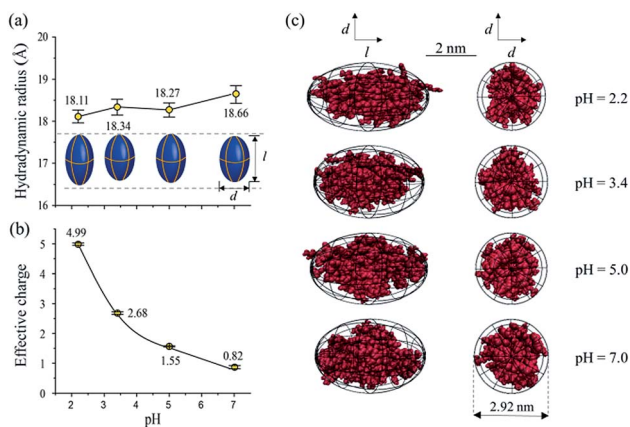 (a)
Hydradynamic radius (Å)
20
19
18
17
16
18.11
18.34
18.27
18.66
l
d
(b)
Effective charge
5
4
3
2
1
0
4.99
2.68
1.55
0.82
2 3 4 5 6 7
pH
(c)
d
l
2 nm
d
d
pH = 2.2
pH = 3.4
pH = 5.0
pH = 7.0
2.92 nm